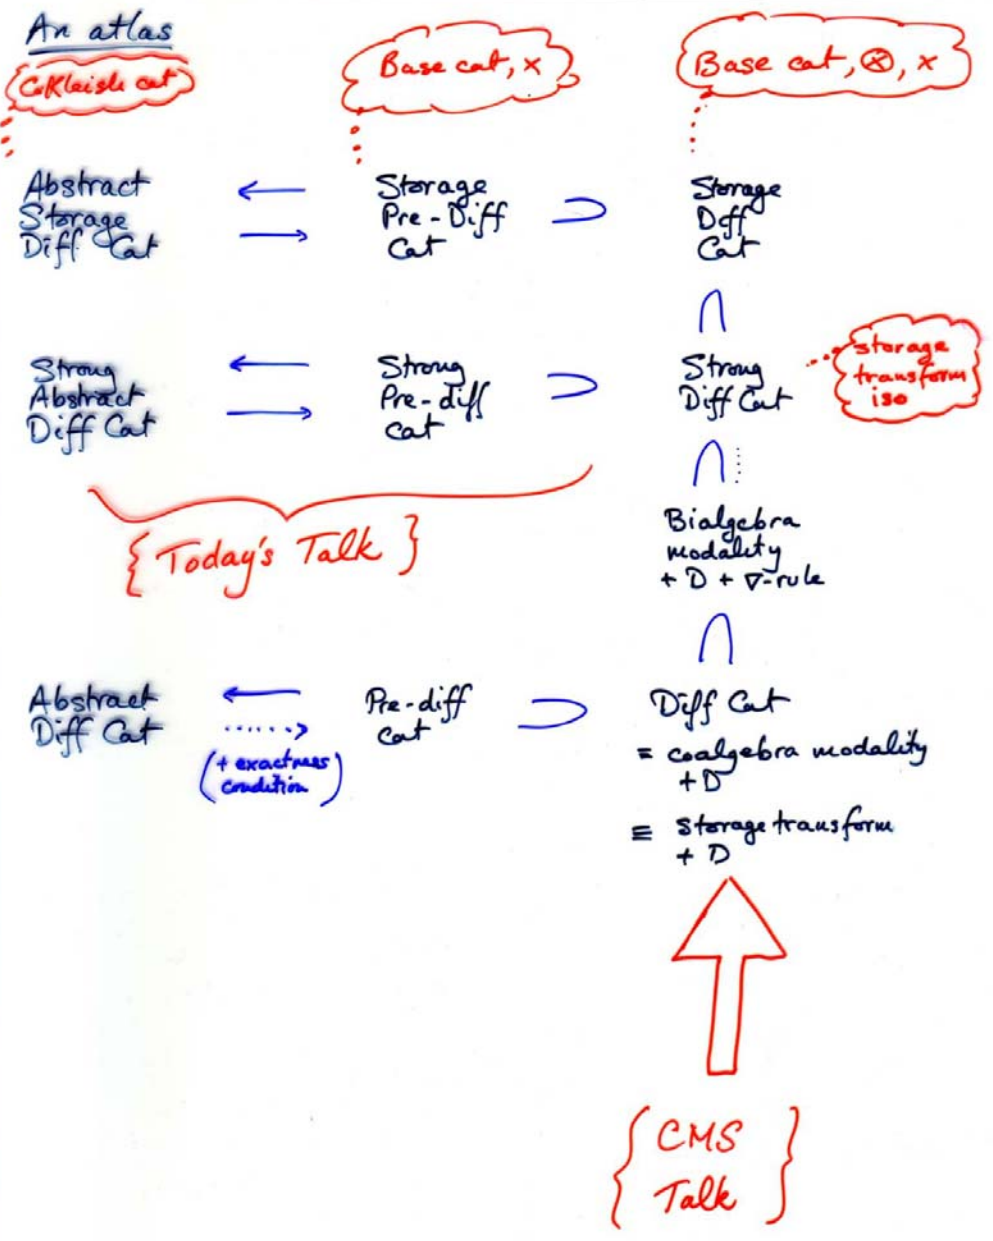 An atlas
CoKleisli cat
Base cat, x
Base cat, ⊗, x
Abstract
Storage
Diff Cat
←
→
Storage
Pre-Diff
Cat
⊃
Storage
Diff
Cat
∩
Strong
Abstract
Diff Cat
←
→
Strong
Pre-diff
cat
⊃
Strong
Diff Cat
storage
transform
iso
∩
{ Today's Talk }
Bialgebra
modality
+ D + ∇-rule
∩
Abstract
Diff Cat
←
(+ exactness
condition)
Pre-diff
cat
⊃
Diff Cat
= coalgebra modality
+ D
≡ Storage transform
+ D
{ CMS
Talk }